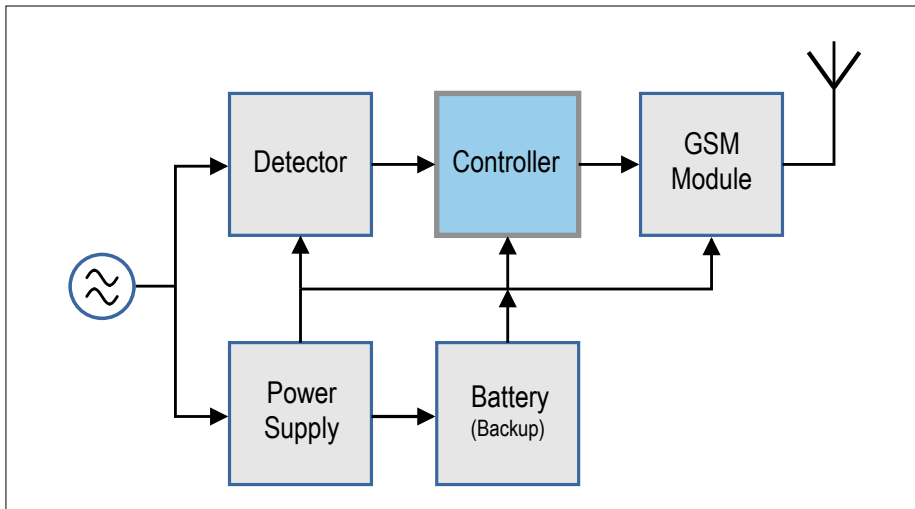 Detector
Controller
GSM
Module
Power
Supply
Battery
(Backup)